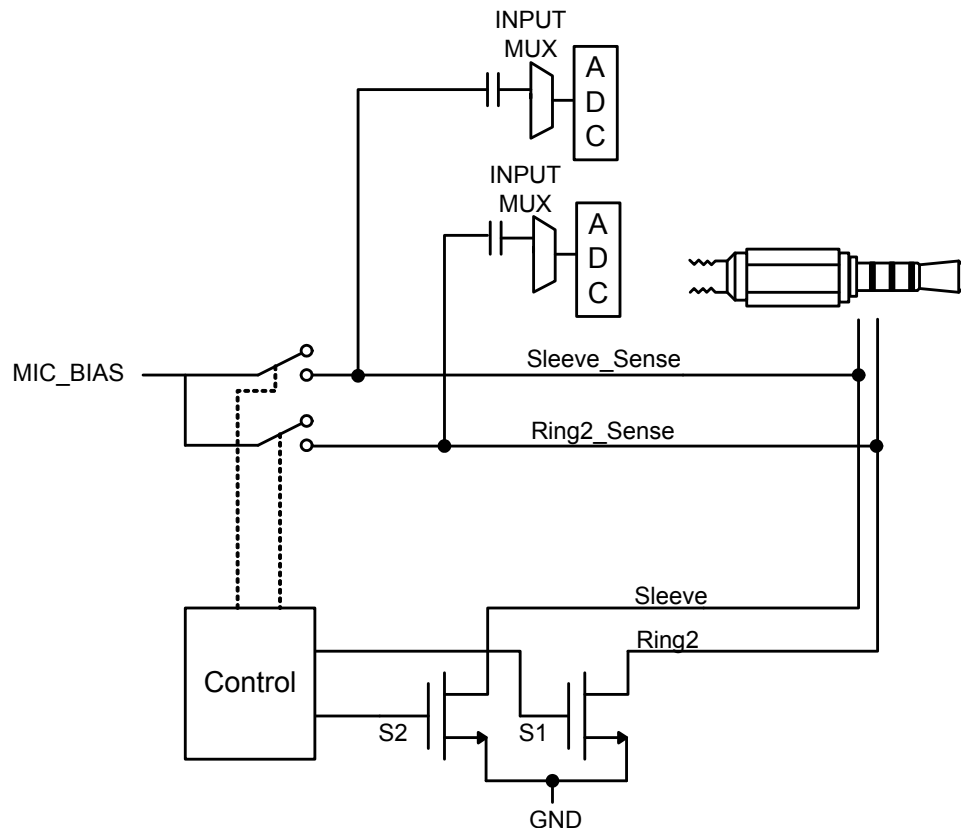 INPUT
MUX
A
D
C
INPUT
MUX
A
D
C
MIC_BIAS
Sleeve_Sense
Ring2_Sense
Sleeve
Ring2
Control
S2
S1
GND